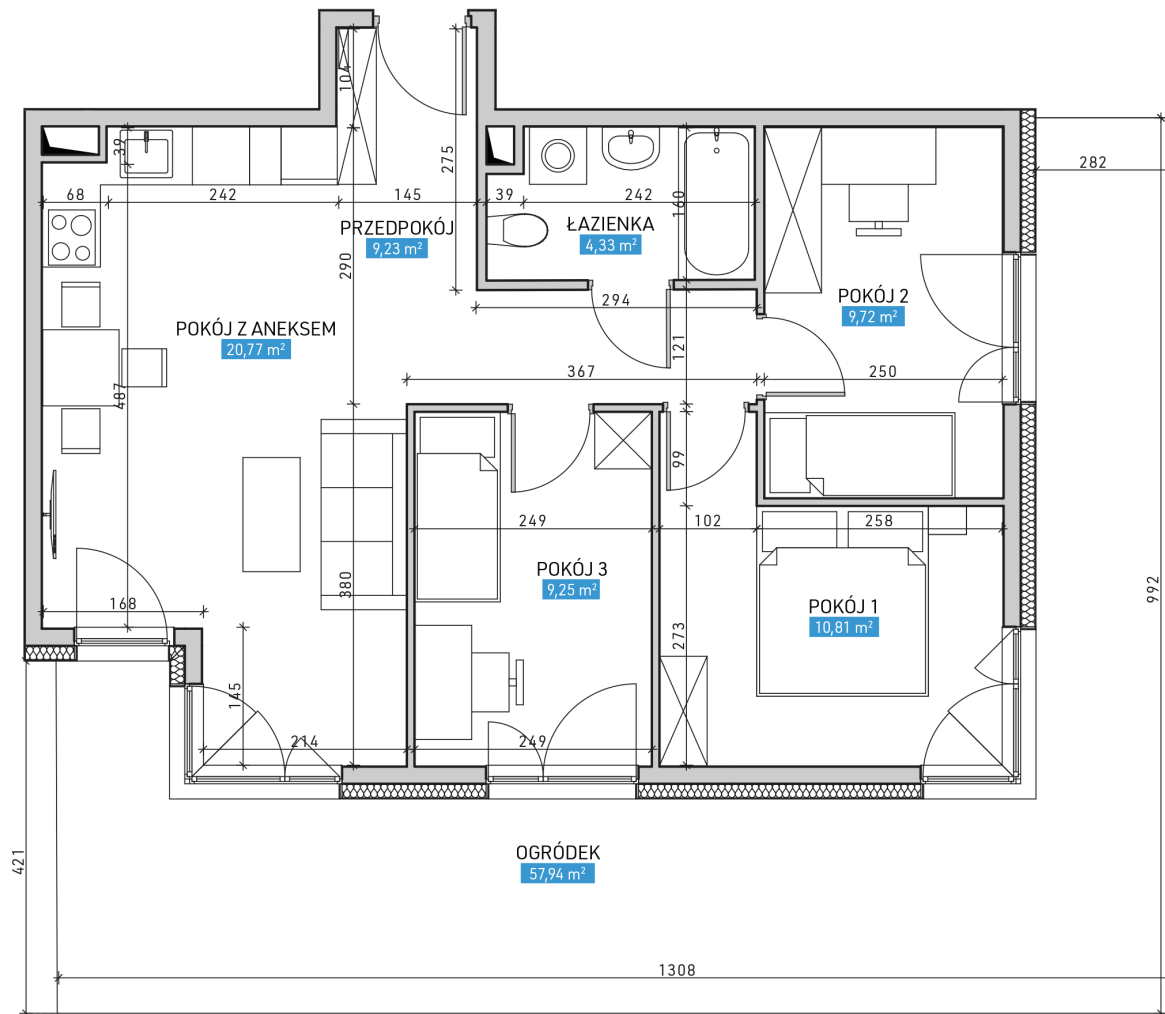 104
39
275
282
68
242
145
39
242
160
PRZEDPOKÓJ
9,23 m²
ŁAZIENKA
4,33 m²
290
294
POKÓJ 2
9,72 m²
POKÓJ Z ANEKSEM
20,77 m²
121
367
250
487
99
249
102
258
POKÓJ 3
9,25 m²
380
168
POKÓJ 1
10,81 m²
992
273
145
214
249
OGRÓDEK
57,94 m²
421
1308